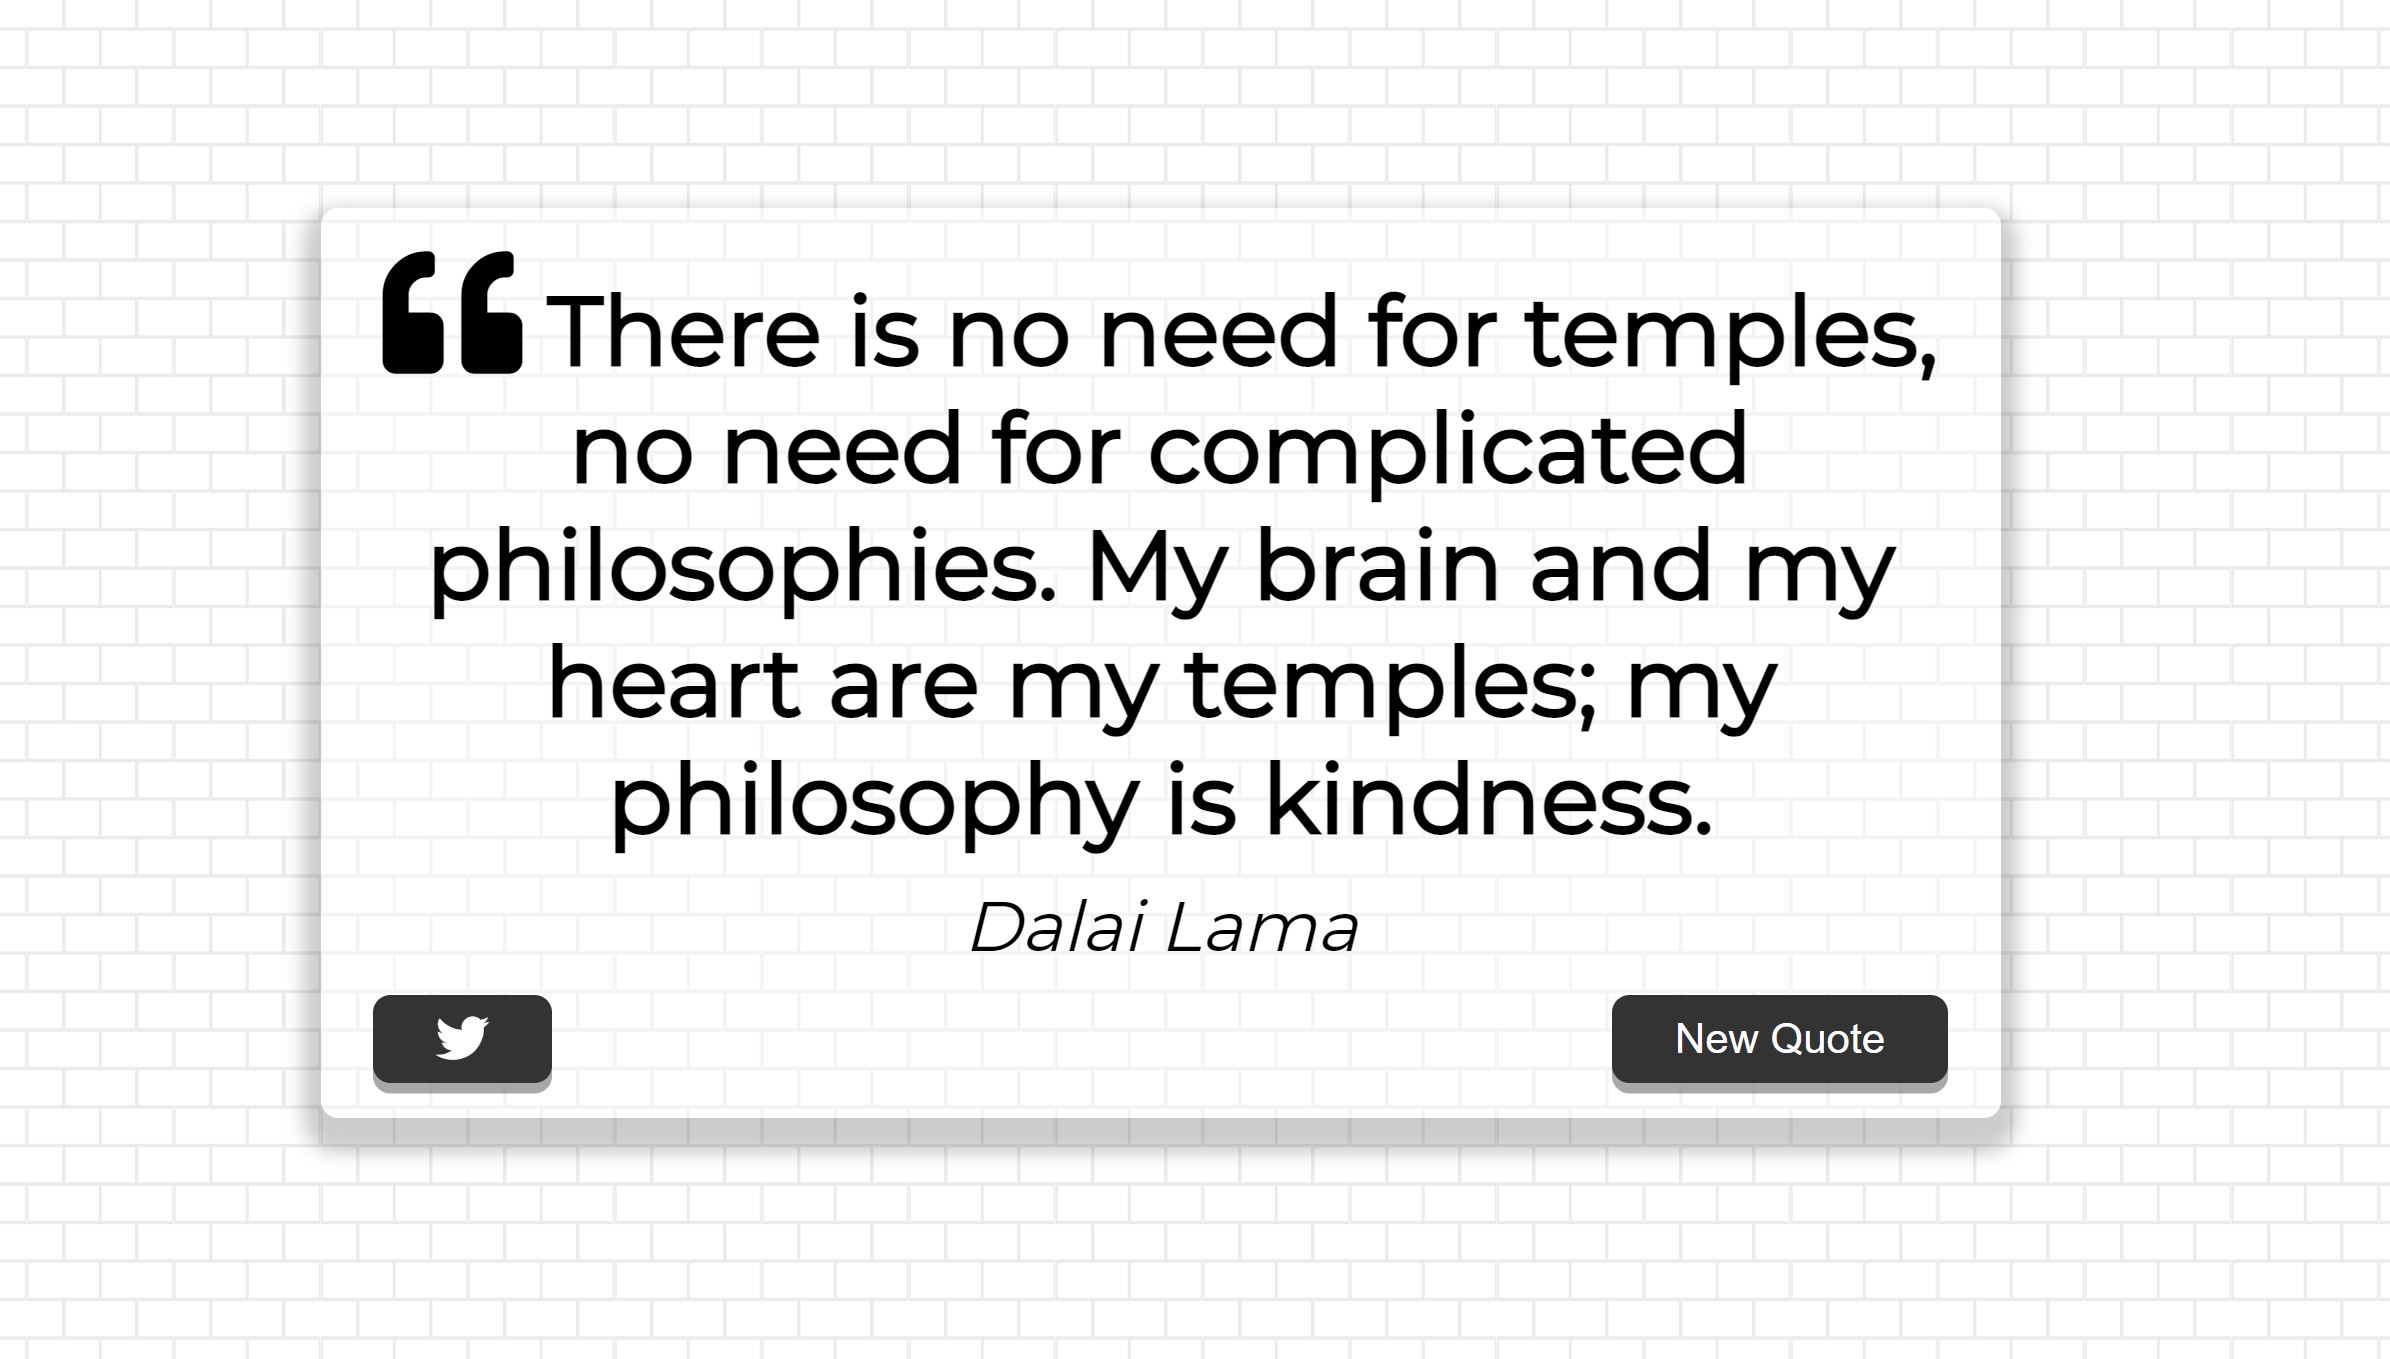 There is no need for temples,
no need for complicated
philosophies. My brain and my
heart are my temples; my
philosophy is kindness.
Dalai Lama
New Quote